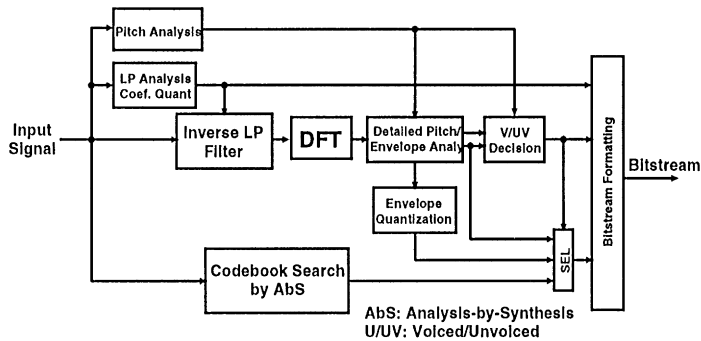 Pitch Analysis
LP Analysis
Coef. Quant
Input
Signal
Inverse LP
Filter
DFT
Detailed Pitch/
Envelope Analy
V/UV
Decision
Bitstream Formatting
Bitstream
Envelope
Quantization
SEL
Codebook Search
by AbS
AbS: Analysis-by-Synthesis
U/UV: Voiced/Unvoiced